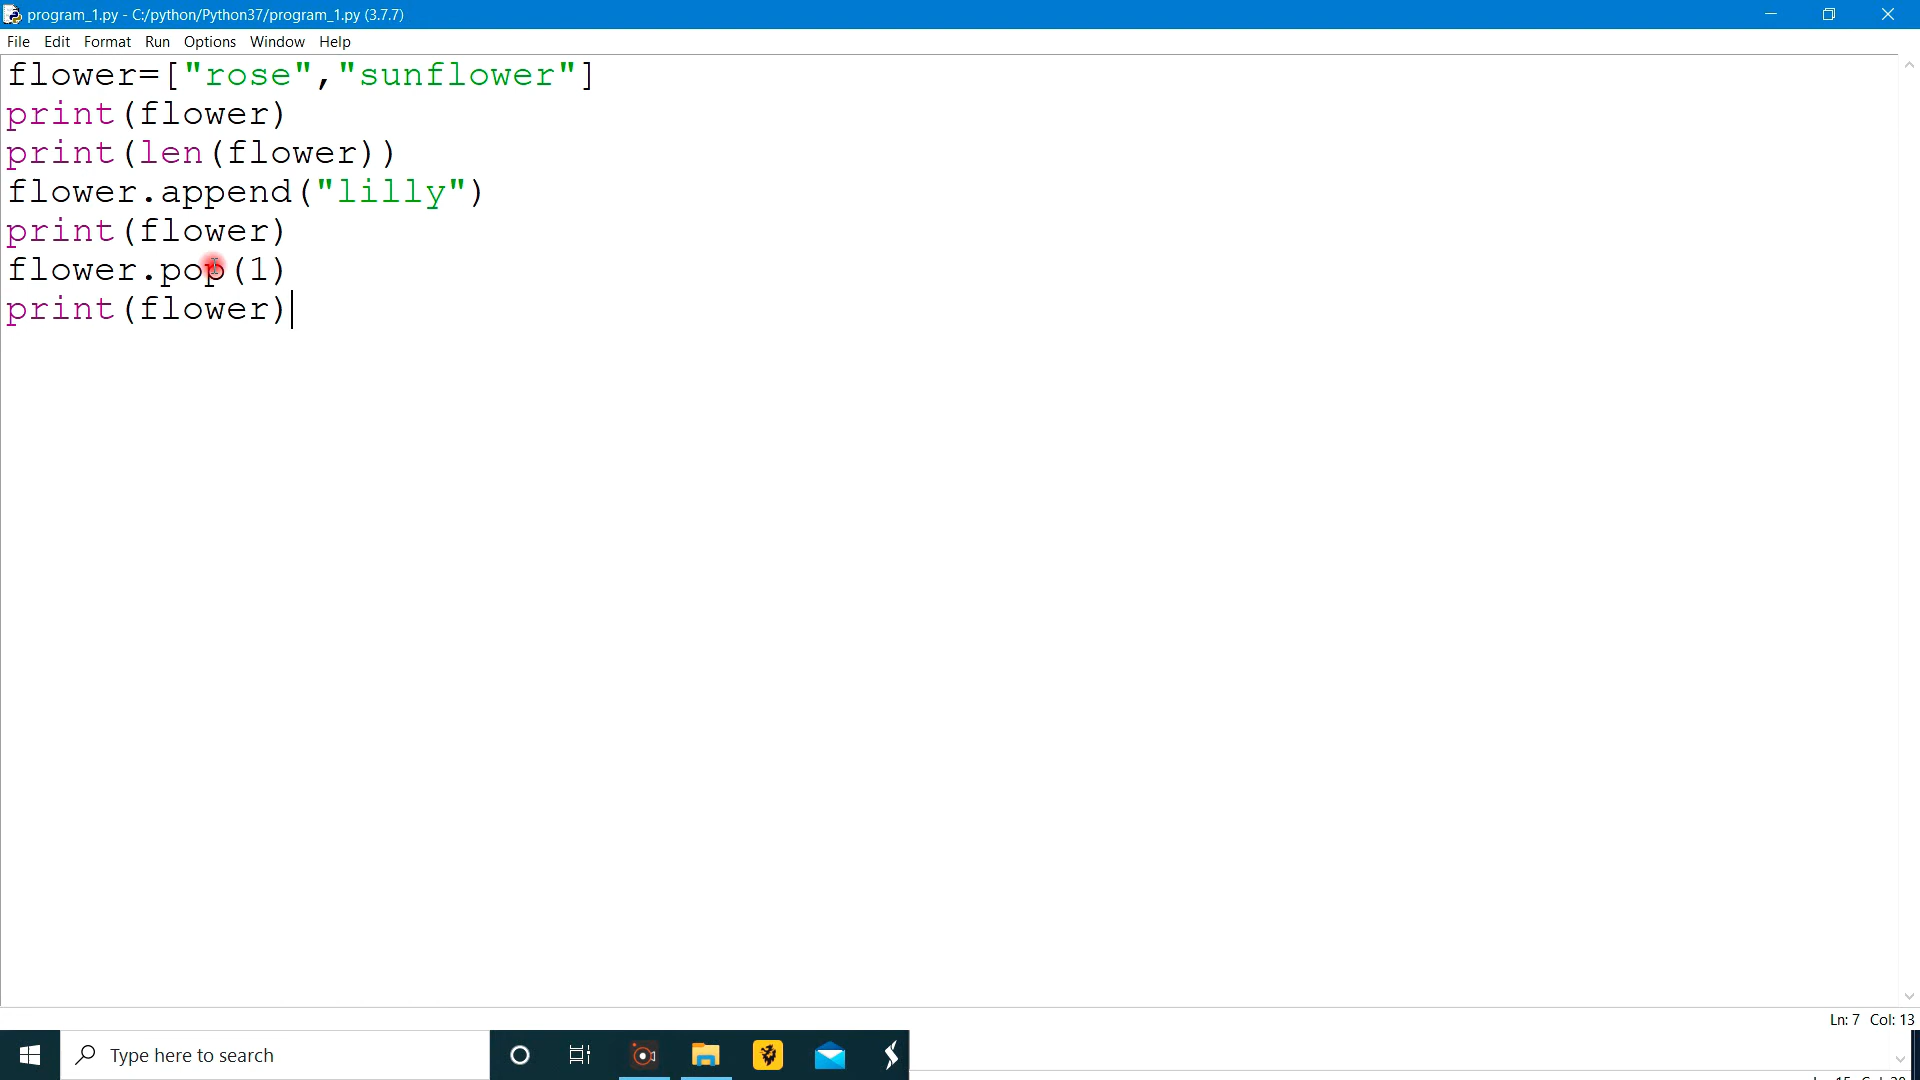 program_1.py - C:/python/Python37/program_1.py (3.7.7)
File Edit Format Run Options Window Help
flower=["rose","sunflower"]
print(flower)
print(len(flower))
flower.append("lilly")
print(flower)
flower.pop(1)
print(flower)
Ln: 7 Col: 13
Type here to search